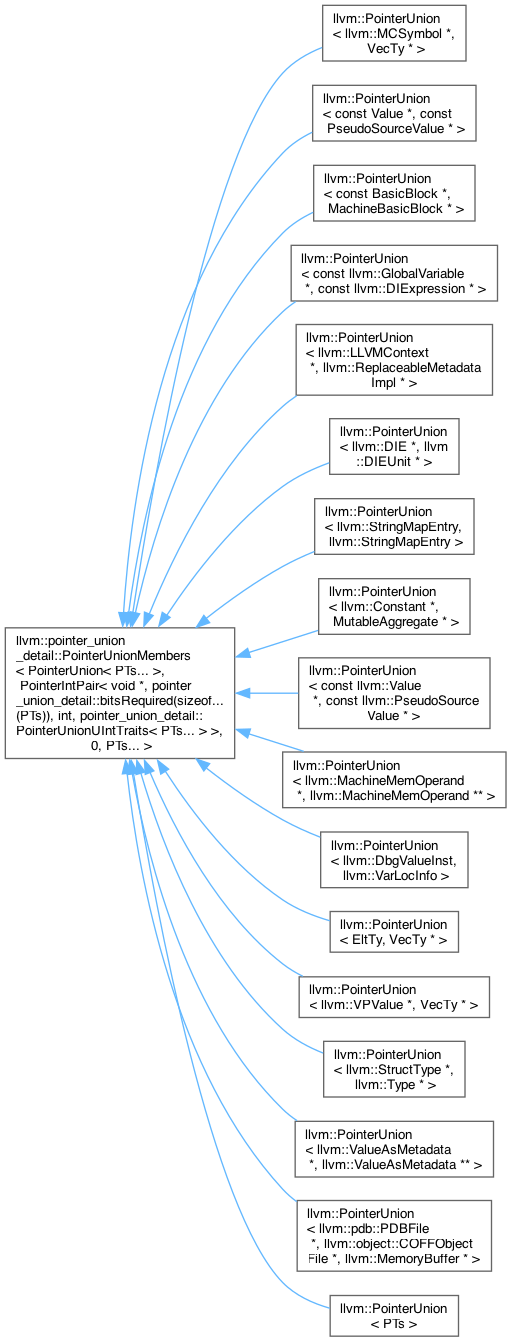 llvm::PointerUnion
< llvm::MCSymbol *,
VecTy * >
llvm::PointerUnion
< const Value *, const
PseudoSourceValue * >
llvm::PointerUnion
< const BasicBlock *,
MachineBasicBlock * >
llvm::PointerUnion
< const llvm::GlobalVariable
*, const llvm::DIExpression * >
llvm::PointerUnion
< llvm::LLVMContext
*, llvm::ReplaceableMetadata
Impl * >
llvm::PointerUnion
< llvm::DIE *, llvm
::DIEUnit * >
llvm::PointerUnion
< llvm::StringMapEntry,
llvm::StringMapEntry >
llvm::PointerUnion
< llvm::Constant *,
MutableAggregate * >
llvm::pointer_union
_detail::PointerUnionMembers
< PointerUnion< PTs... >,
PointerIntPair< void *, pointer
_union_detail::bitsRequired(sizeof...
(PTs)), int, pointer_union_detail::
PointerUnionUIntTraits< PTs... > >,
0, PTs... >
llvm::PointerUnion
< const llvm::Value
*, const llvm::PseudoSource
Value * >
llvm::PointerUnion
< llvm::MachineMemOperand
*, llvm::MachineMemOperand ** >
llvm::PointerUnion
< llvm::DbgValueInst,
llvm::VarLocInfo >
llvm::PointerUnion
< EltTy, VecTy * >
llvm::PointerUnion
< llvm::VPValue *, VecTy * >
llvm::PointerUnion
< llvm::StructType *,
llvm::Type * >
llvm::PointerUnion
< llvm::ValueAsMetadata
*, llvm::ValueAsMetadata ** >
llvm::PointerUnion
< llvm::pdb::PDBFile
*, llvm::object::COFFObject
File *, llvm::MemoryBuffer * >
llvm::PointerUnion
< PTs >